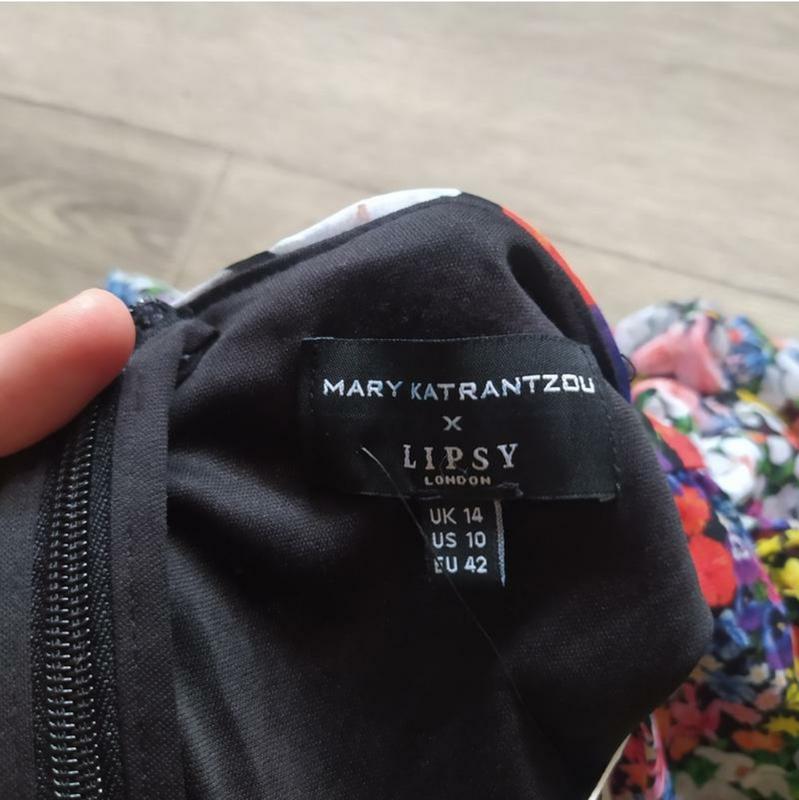 MARY KATRANTZOU
X
LIPSY
LONDON
UK 14
US 10
EU 42